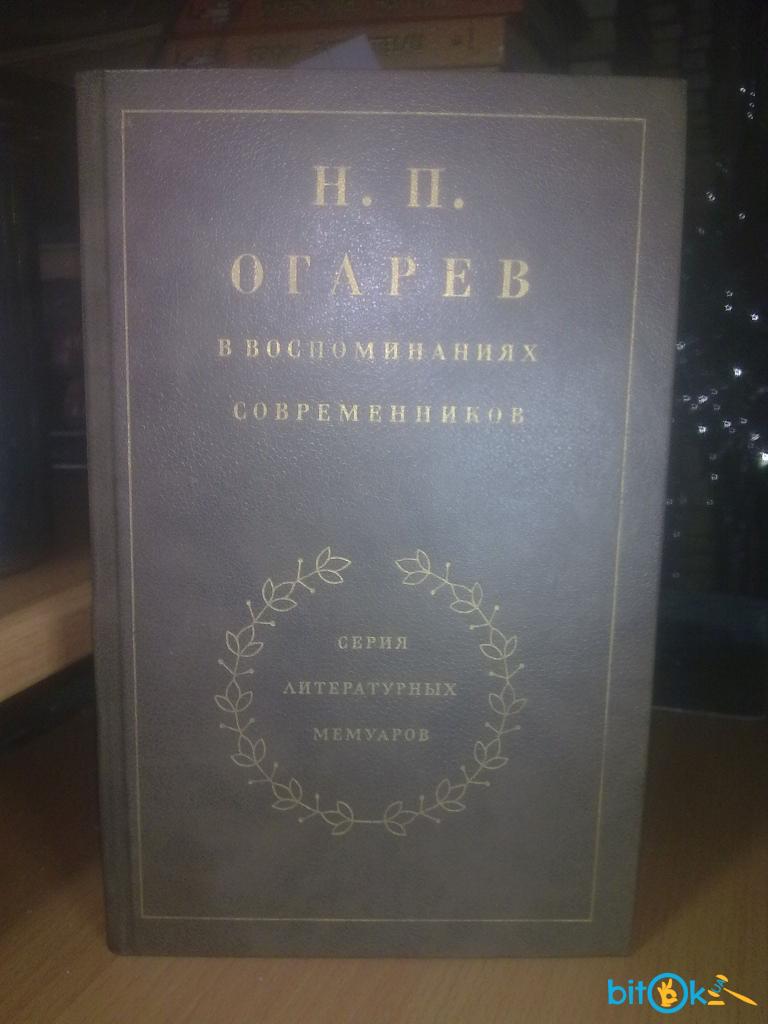 Н. П.
ОГАРЕВ
В ВОСПОМИНАНИЯХ
СОВРЕМЕННИКОВ
СЕРИЯ
ЛИТЕРАТУРНЫХ
МЕМУАРОВ
bitOk